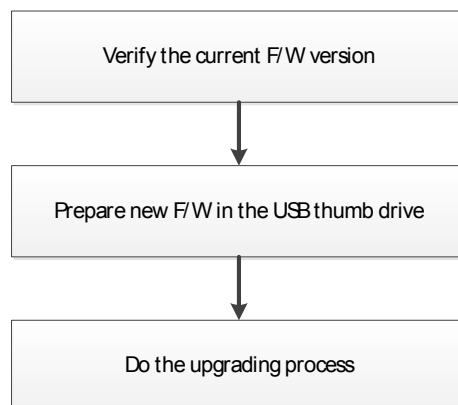 Verify the current F/W version
Prepare new F/W in the USB thumb drive
Do the upgrading process